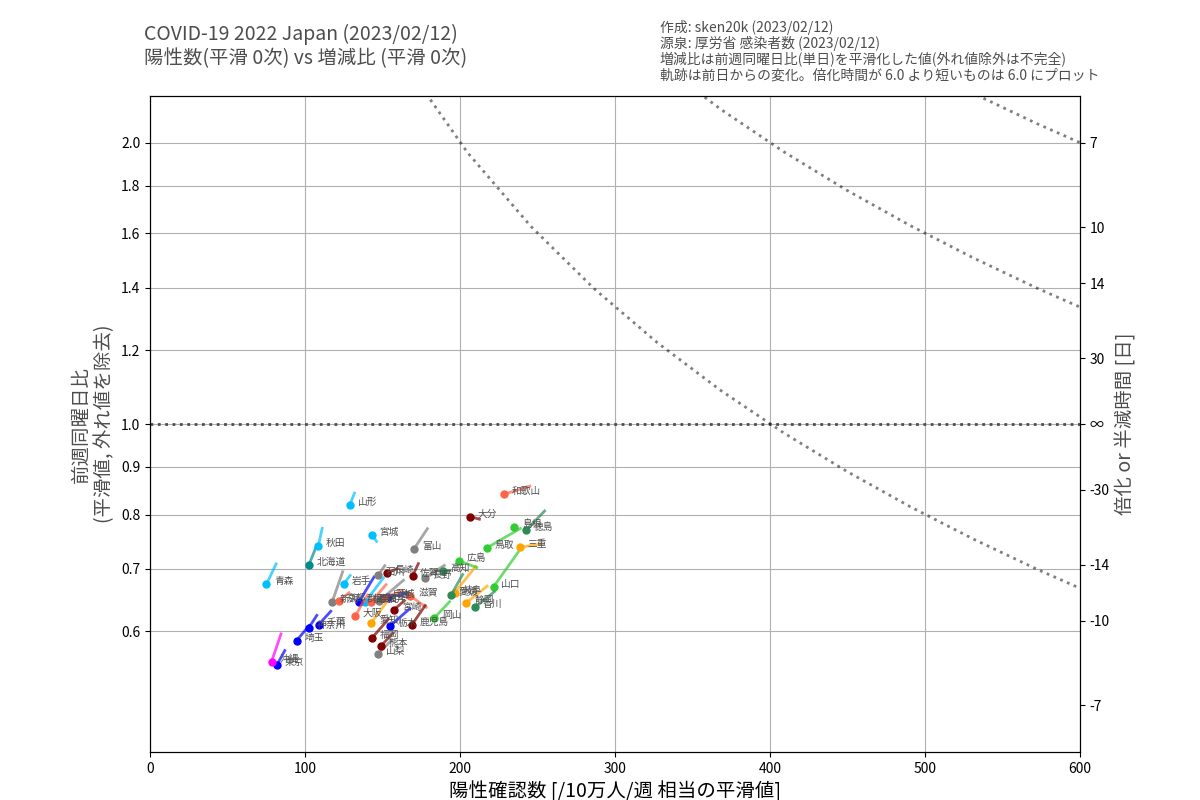 COVID-19 2022 Japan (2023/02/12)
陽性数(平滑 0次) vs 増減比 (平滑 0次)
作成: sken20k (2023/02/12)
源泉: 厚労省 感染者数 (2023/02/12)
増減比は前週同曜日比(単日)を平滑化した値(外れ値除外は不完全)
軌跡は前日からの変化。倍化時間が 6.0 より短いものは 6.0 にプロット
2.0
1.8
1.6
1.4
1.2
1.0
0.9
0.8
0.7
0.6
前週同曜日比
(平滑値, 外れ値を除去)
7
10
14
30
∞
-30
-14
-10
-7
倍化 or 半減時間 [日]
和歌山
山形
大分
徳島
宮城
秋田
富山
鳥取
三重
北海道
広島
高知
青森
岩手
長野
山口
滋賀
香川
宮崎
大阪
岡山
栃木
鹿児島
埼玉
福岡
熊本
山梨
東京
0
100
200
300
400
500
600
陽性確認数 [/10万人/週 相当の平滑値]